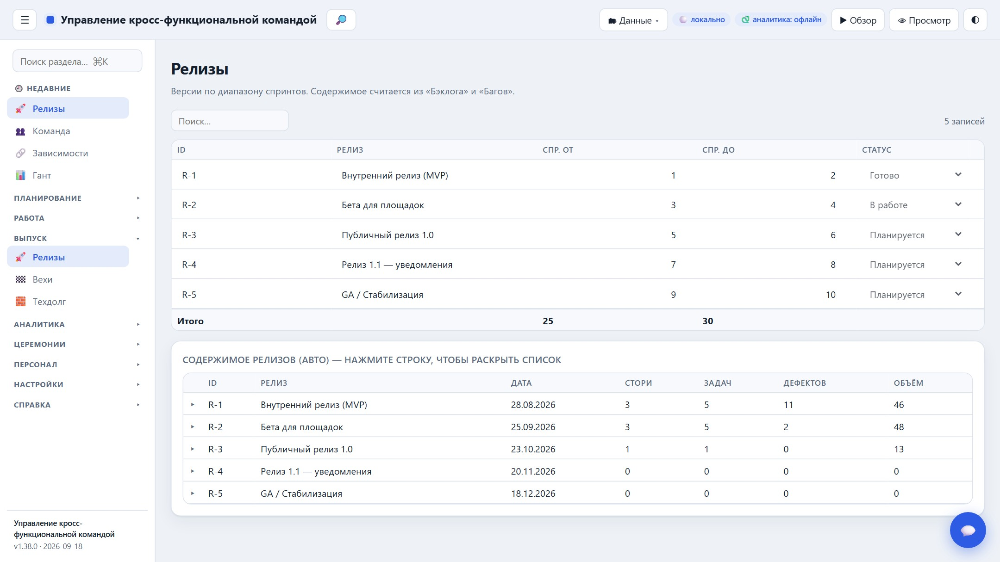 ☰ Управление кросс-функциональной командой
Данные ▾ локально аналитика: офлайн ▶ Обзор Просмотр
Поиск раздела... ⌘K
НЕДАВНИЕ
Релизы
Команда
Зависимости
Гант
ПЛАНИРОВАНИЕ
РАБОТА
ВЫПУСК
Релизы
Вехи
Техдолг
АНАЛИТИКА
ЦЕРЕМОНИИ
ПЕРСОНАЛ
НАСТРОЙКИ
СПРАВКА
Управление кросс-
функциональной командой
v1.38.0 · 2026-09-18
Релизы
Версии по диапазону спринтов. Содержимое считается из «Бэклога» и «Багов».
Поиск...
5 записей
ID РЕЛИЗ СПР. ОТ СПР. ДО СТАТУС
R-1 Внутренний релиз (MVP) 1 2 Готово
R-2 Бета для площадок 3 4 В работе
R-3 Публичный релиз 1.0 5 6 Планируется
R-4 Релиз 1.1 — уведомления 7 8 Планируется
R-5 GA / Стабилизация 9 10 Планируется
Итого 25 30
СОДЕРЖИМОЕ РЕЛИЗОВ (АВТО) — НАЖМИТЕ СТРОКУ, ЧТОБЫ РАСКРЫТЬ СПИСОК
ID РЕЛИЗ ДАТА СТОРИ ЗАДАЧ ДЕФЕКТОВ ОБЪЁМ
R-1 Внутренний релиз (MVP) 28.08.2026 3 5 11 46
R-2 Бета для площадок 25.09.2026 3 5 2 48
R-3 Публичный релиз 1.0 23.10.2026 1 1 0 13
R-4 Релиз 1.1 — уведомления 20.11.2026 0 0 0 0
R-5 GA / Стабилизация 18.12.2026 0 0 0 0